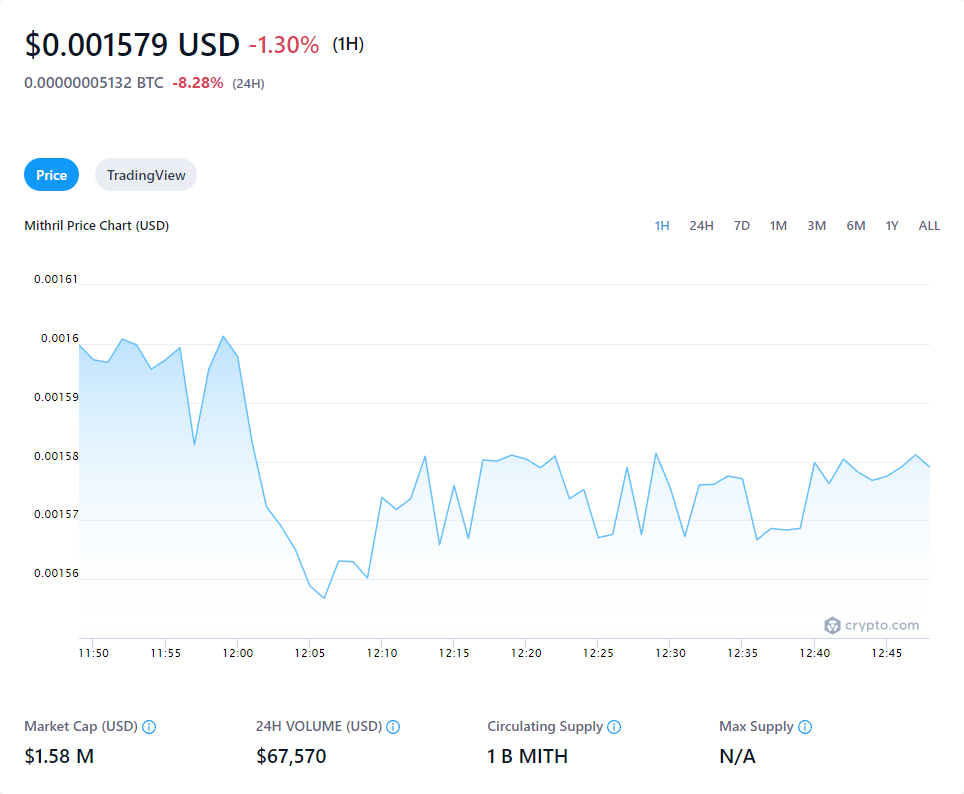 $0.001579 USD -1.30% (1H)
0.00000005132 BTC -8.28% (24H)
Price TradingView
Mithril Price Chart (USD) 1H 24H 7D 1M 3M 6M 1Y ALL
0.00161
0.0016
0.00159
0.00158
0.00157
0.00156
crypto.com
11:50 11:55 12:00 12:05 12:10 12:15 12:20 12:25 12:30 12:35 12:40 12:45
Market Cap (USD) 24H VOLUME (USD) Circulating Supply Max Supply
$1.58 M $67,570 1 B MITH N/A